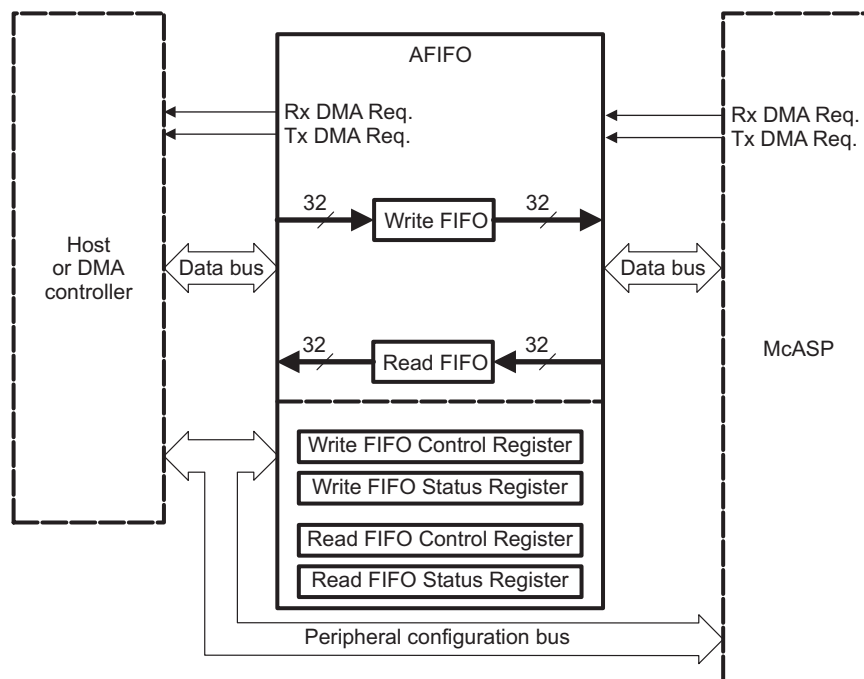 AFIFO
Rx DMA Req.
Tx DMA Req.
Rx DMA Req.
Tx DMA Req.
32
Write FIFO
32
Host
or DMA
controller
Data bus
Data bus
32
Read FIFO
32
McASP
Write FIFO Control Register
Write FIFO Status Register
Read FIFO Control Register
Read FIFO Status Register
Peripheral configuration bus